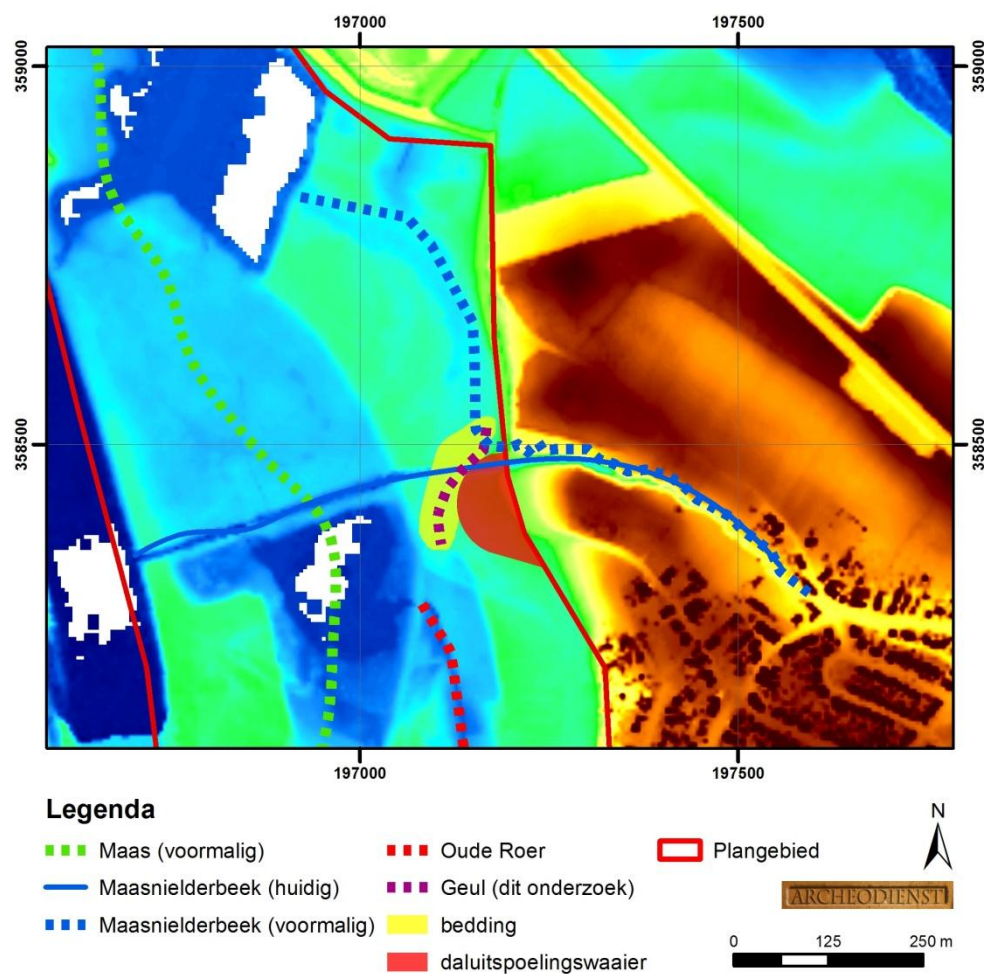 197000 197500
359000 359000
358500 358500
197000 197500
Legenda
Maas (voormalig)
Maasnielderbeek (huidig)
Maasnielderbeek (voormalig)
Oude Roer
Geul (dit onderzoek)
bedding
daluitspoelingswaaier
Plangebied
N
ARCHEODIENST
0 125 250 m